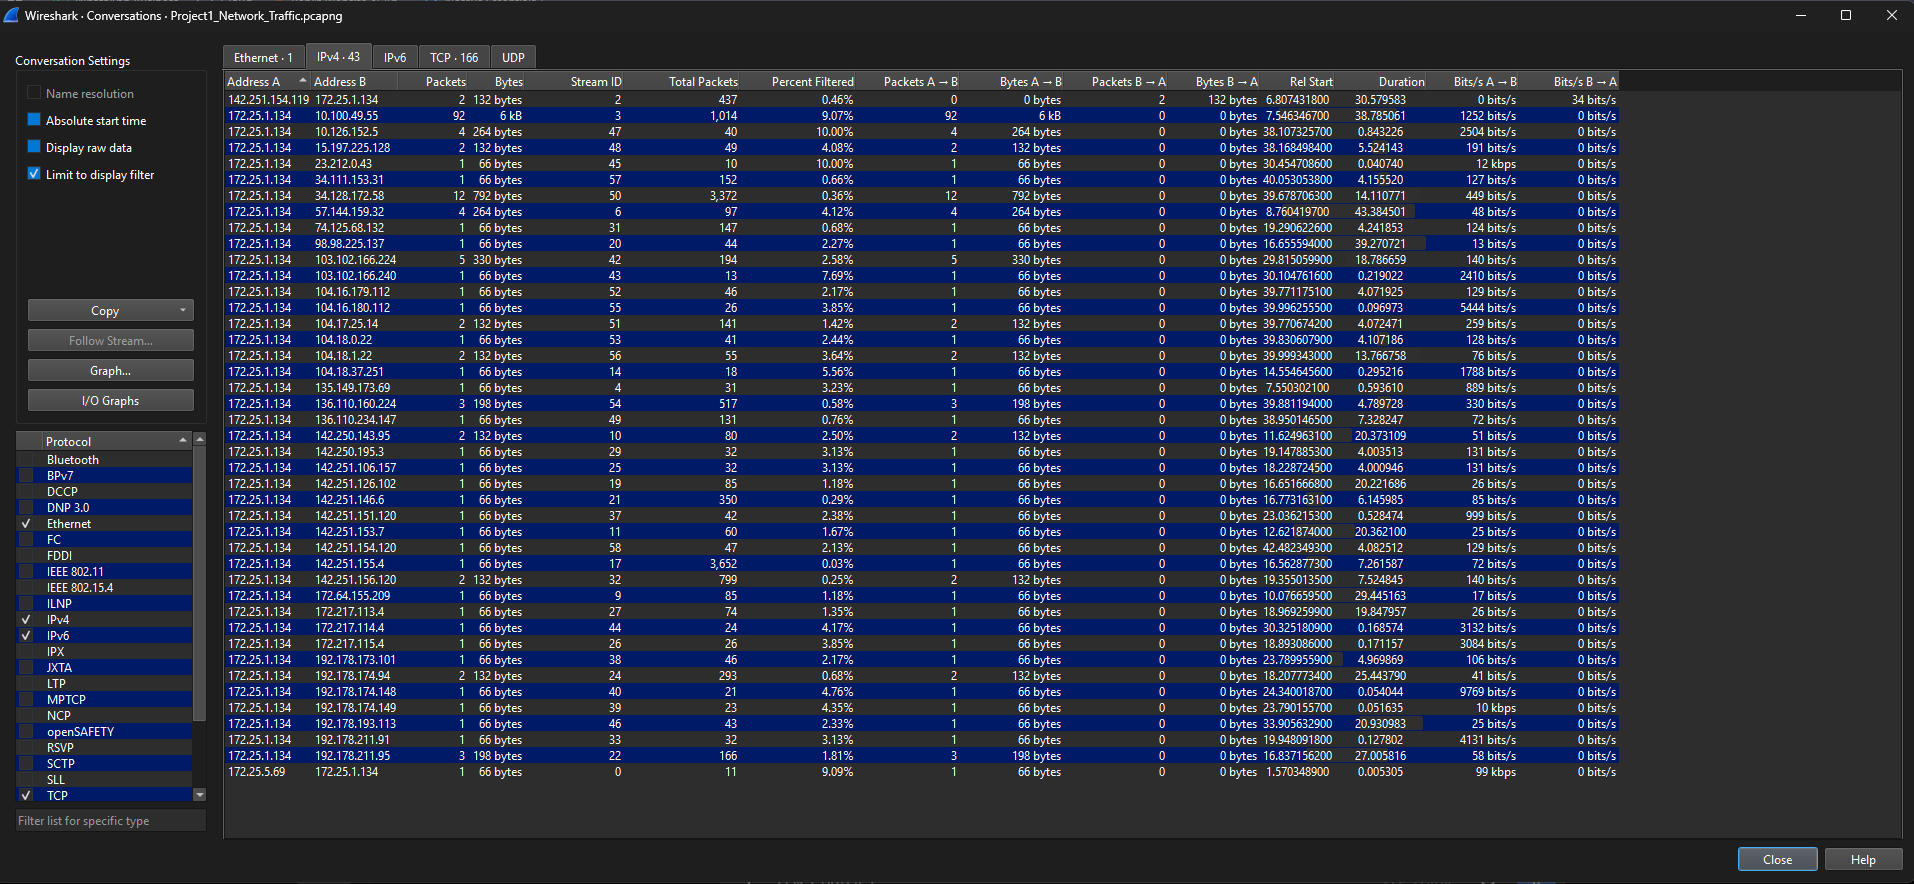 Wireshark · Conversations · Project1_Network_Traffic.pcapng
Conversation Settings
Name resolution
Absolute start time
Display raw data
Limit to display filter
Copy
Follow Stream...
Graph...
I/O Graphs
Protocol
Bluetooth
BPv7
DCCP
DNP 3.0
Ethernet
FC
FDDI
IEEE 802.11
IEEE 802.15.4
ILNP
IPv4
IPv6
IPX
JXTA
LTP
MPTCP
NCP
openSAFETY
RSVP
SCTP
SLL
TCP
Filter list for specific type
Ethernet · 1 IPv4 · 43 IPv6 TCP · 166 UDP
Address A Address B Packets Bytes Stream ID Total Packets Percent Filtered Packets A → B Bytes A → B Packets B → A Bytes B → A Rel Start Duration Bits/s A → B Bits/s B → A
142.251.154.119 172.25.1.134 2 132 bytes 2 437 0.46% 0 0 bytes 2 132 bytes 6.807431800 30.579583 0 bits/s 34 bits/s
172.25.1.134 10.100.49.55 92 6 kB 3 1,014 9.07% 92 6 kB 0 0 bytes 7.546346700 38.785061 1252 bits/s 0 bits/s
172.25.1.134 10.126.152.5 4 264 bytes 47 40 10.00% 4 264 bytes 0 0 bytes 38.107325700 0.843226 2504 bits/s 0 bits/s
172.25.1.134 15.197.225.128 2 132 bytes 48 49 4.08% 2 132 bytes 0 0 bytes 38.168498400 5.524143 191 bits/s 0 bits/s
172.25.1.134 23.212.0.43 1 66 bytes 45 10 10.00% 1 66 bytes 0 0 bytes 30.454708600 0.040740 12 kbps 0 bits/s
172.25.1.134 34.111.153.31 1 66 bytes 57 152 0.66% 1 66 bytes 0 0 bytes 40.053053800 4.155520 127 bits/s 0 bits/s
172.25.1.134 34.128.172.58 12 792 bytes 50 3,372 0.36% 12 792 bytes 0 0 bytes 39.678706300 14.110771 449 bits/s 0 bits/s
172.25.1.134 57.144.159.32 4 264 bytes 6 97 4.12% 4 264 bytes 0 0 bytes 8.760419700 43.384501 48 bits/s 0 bits/s
172.25.1.134 74.125.68.132 1 66 bytes 31 147 0.68% 1 66 bytes 0 0 bytes 19.290622600 4.241853 124 bits/s 0 bits/s
172.25.1.134 98.98.225.137 1 66 bytes 20 44 2.27% 1 66 bytes 0 0 bytes 16.655594000 39.270721 13 bits/s 0 bits/s
172.25.1.134 103.102.166.224 5 330 bytes 42 194 2.58% 5 330 bytes 0 0 bytes 29.815059900 18.786659 140 bits/s 0 bits/s
172.25.1.134 103.102.166.240 1 66 bytes 43 13 7.69% 1 66 bytes 0 0 bytes 30.104761600 0.219022 2410 bits/s 0 bits/s
172.25.1.134 104.16.179.112 1 66 bytes 52 46 2.17% 1 66 bytes 0 0 bytes 39.771175100 4.071925 129 bits/s 0 bits/s
172.25.1.134 104.16.180.112 1 66 bytes 55 26 3.85% 1 66 bytes 0 0 bytes 39.996255500 0.096973 5444 bits/s 0 bits/s
172.25.1.134 104.17.25.14 2 132 bytes 51 141 1.42% 2 132 bytes 0 0 bytes 39.770674200 4.072471 259 bits/s 0 bits/s
172.25.1.134 104.18.0.22 1 66 bytes 53 41 2.44% 1 66 bytes 0 0 bytes 39.830607900 4.107186 128 bits/s 0 bits/s
172.25.1.134 104.18.1.22 2 132 bytes 56 55 3.64% 2 132 bytes 0 0 bytes 39.999343000 13.766758 76 bits/s 0 bits/s
172.25.1.134 104.18.37.251 1 66 bytes 14 18 5.56% 1 66 bytes 0 0 bytes 14.554645500 0.295216 1788 bits/s 0 bits/s
172.25.1.134 135.149.173.69 1 66 bytes 4 31 3.23% 1 66 bytes 0 0 bytes 7.550302100 0.593610 889 bits/s 0 bits/s
172.25.1.134 136.110.160.224 3 198 bytes 54 517 0.58% 3 198 bytes 0 0 bytes 39.881194000 4.789728 330 bits/s 0 bits/s
172.25.1.134 136.110.234.147 1 66 bytes 49 131 0.76% 1 66 bytes 0 0 bytes 38.950146500 7.328247 72 bits/s 0 bits/s
172.25.1.134 142.250.143.95 2 132 bytes 10 80 2.50% 2 132 bytes 0 0 bytes 11.624963100 20.373109 51 bits/s 0 bits/s
172.25.1.134 142.250.195.3 1 66 bytes 29 32 3.13% 1 66 bytes 0 0 bytes 19.147885300 4.003513 131 bits/s 0 bits/s
172.25.1.134 142.251.106.157 1 66 bytes 25 32 3.13% 1 66 bytes 0 0 bytes 18.228724500 4.000946 131 bits/s 0 bits/s
172.25.1.134 142.251.126.102 1 66 bytes 19 85 1.18% 1 66 bytes 0 0 bytes 16.651666800 20.221686 26 bits/s 0 bits/s
172.25.1.134 142.251.146.6 1 66 bytes 21 350 0.29% 1 66 bytes 0 0 bytes 16.773163100 6.145985 85 bits/s 0 bits/s
172.25.1.134 142.251.151.120 1 66 bytes 37 42 2.38% 1 66 bytes 0 0 bytes 23.036215300 0.528474 999 bits/s 0 bits/s
172.25.1.134 142.251.153.7 1 66 bytes 11 60 1.67% 1 66 bytes 0 0 bytes 12.621874000 20.362100 25 bits/s 0 bits/s
172.25.1.134 142.251.154.120 1 66 bytes 58 47 2.13% 1 66 bytes 0 0 bytes 42.482349300 4.082512 129 bits/s 0 bits/s
172.25.1.134 142.251.155.4 1 66 bytes 17 3,652 0.03% 1 66 bytes 0 0 bytes 16.562877300 7.261587 72 bits/s 0 bits/s
172.25.1.134 142.251.156.120 2 132 bytes 32 799 0.25% 2 132 bytes 0 0 bytes 19.355013500 7.524845 140 bits/s 0 bits/s
172.25.1.134 172.64.155.209 1 66 bytes 9 85 1.18% 1 66 bytes 0 0 bytes 10.076659500 29.445163 17 bits/s 0 bits/s
172.25.1.134 172.217.113.4 1 66 bytes 27 74 1.35% 1 66 bytes 0 0 bytes 18.969259900 19.847957 26 bits/s 0 bits/s
172.25.1.134 172.217.114.4 1 66 bytes 44 24 4.17% 1 66 bytes 0 0 bytes 30.325180900 0.168574 3132 bits/s 0 bits/s
172.25.1.134 172.217.115.4 1 66 bytes 26 26 3.85% 1 66 bytes 0 0 bytes 18.893086000 0.171157 3084 bits/s 0 bits/s
172.25.1.134 192.178.173.101 1 66 bytes 38 46 2.17% 1 66 bytes 0 0 bytes 23.789955900 4.969869 106 bits/s 0 bits/s
172.25.1.134 192.178.174.94 2 132 bytes 24 293 0.68% 2 132 bytes 0 0 bytes 18.207773400 25.443790 41 bits/s 0 bits/s
172.25.1.134 192.178.174.148 1 66 bytes 40 21 4.76% 1 66 bytes 0 0 bytes 24.340018700 0.054044 9769 bits/s 0 bits/s
172.25.1.134 192.178.174.149 1 66 bytes 39 23 4.35% 1 66 bytes 0 0 bytes 23.790155700 0.051635 10 kbps 0 bits/s
172.25.1.134 192.178.193.113 1 66 bytes 46 43 2.33% 1 66 bytes 0 0 bytes 33.905632900 20.930983 25 bits/s 0 bits/s
172.25.1.134 192.178.211.91 1 66 bytes 33 32 3.13% 1 66 bytes 0 0 bytes 19.948091800 0.127802 4131 bits/s 0 bits/s
172.25.1.134 192.178.211.95 3 198 bytes 22 166 1.81% 3 198 bytes 0 0 bytes 16.837156200 27.005816 58 bits/s 0 bits/s
172.25.5.69 172.25.1.134 1 66 bytes 0 11 9.09% 1 66 bytes 0 0 bytes 1.570348900 0.005305 99 kbps 0 bits/s
Close Help